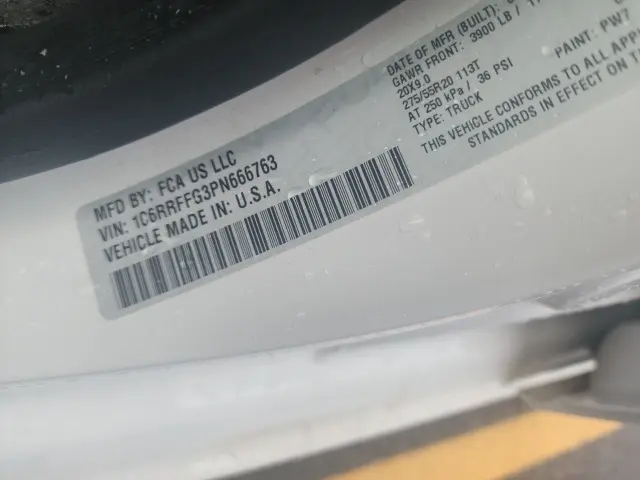 MFD BY: FCA US LLC
VIN: 1C6RRFFG3PN666763
VEHICLE MADE IN: U.S.A.
DATE OF MFR (BUILT):
GAWR FRONT: 3900 LB /
20X9.0
275/55R20 113T
AT 250 kPa / 36 PSI
TYPE: TRUCK
PAINT: PW7
THIS VEHICLE CONFORMS TO ALL
STANDARDS IN EFFECT ON THE